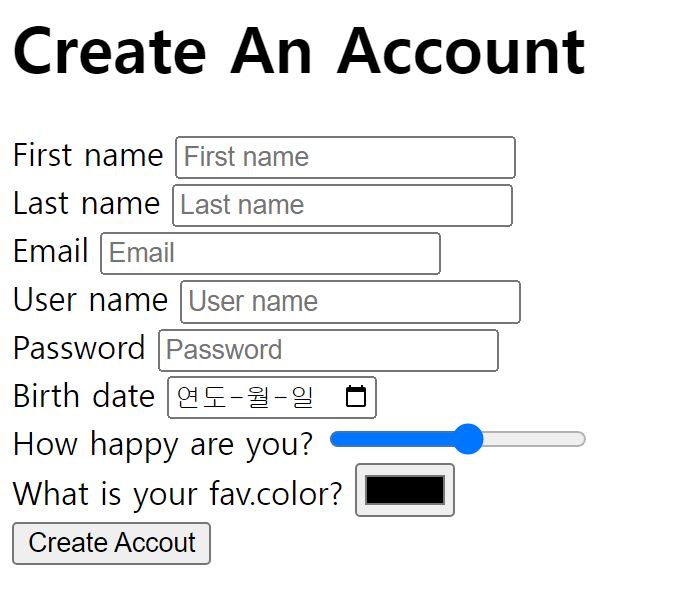 Create An Account
First name First name
Last name Last name
Email Email
User name User name
Password Password
Birth date 연도-월-일
How happy are you?
What is your fav.color?
Create Accout